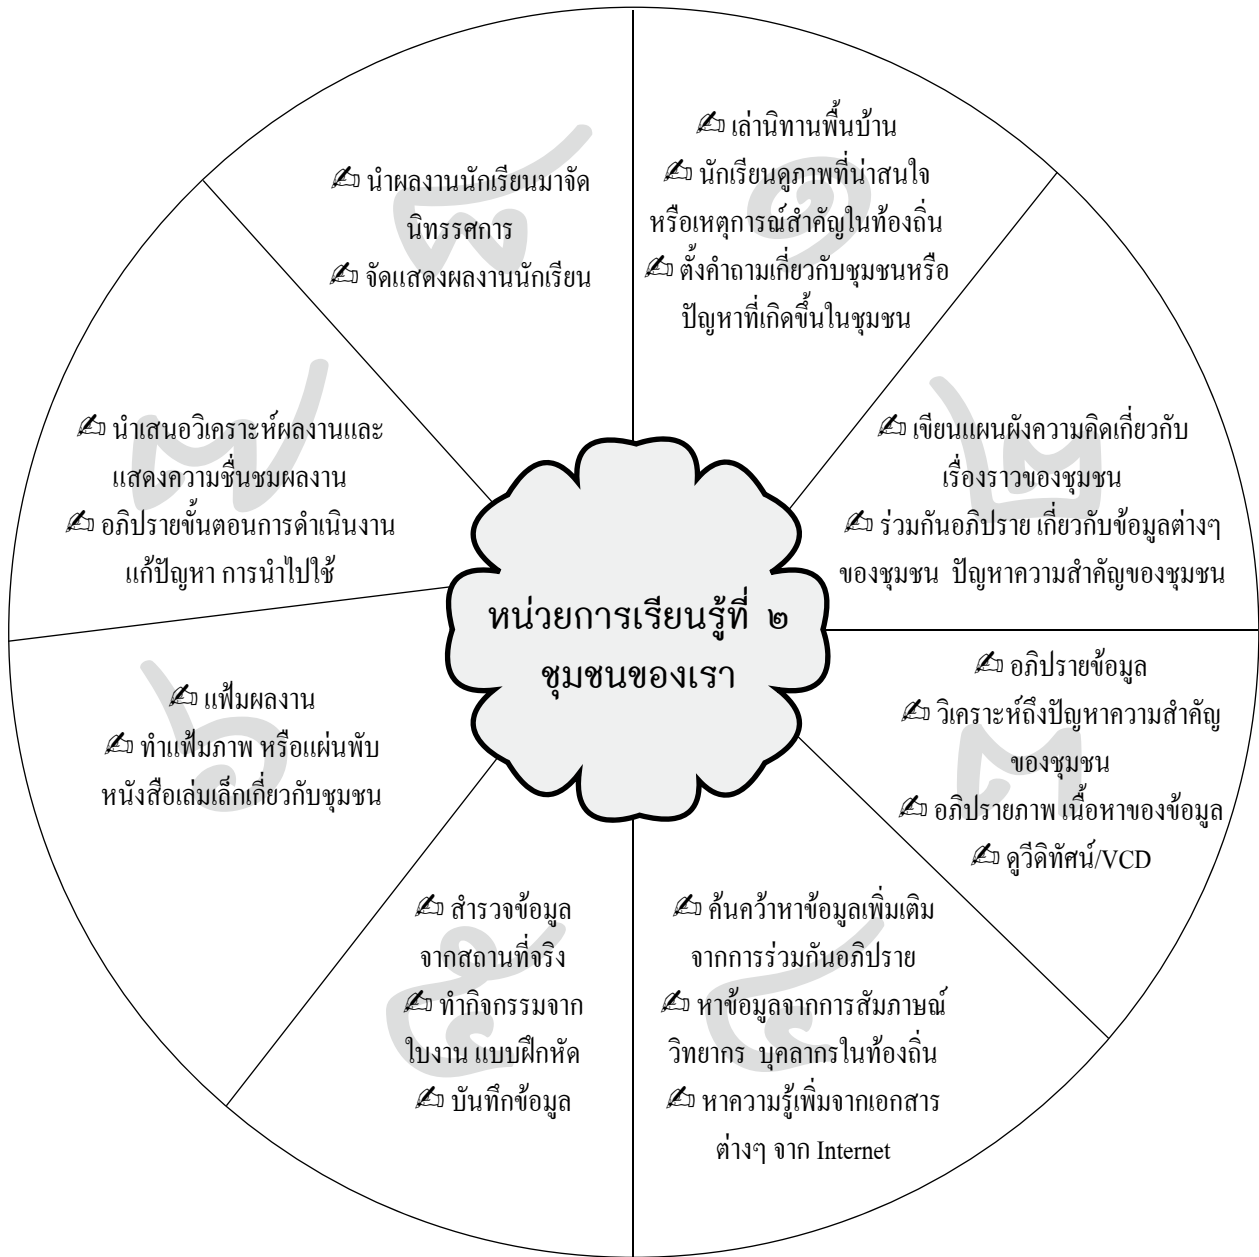 หน่วยการเรียนรู้ที่ ๒
ชุมชนของเรา
๑
✍ เล่านิทานพื้นบ้าน
✍ นักเรียนดูภาพที่น่าสนใจ
หรือเหตุการณ์สำคัญในท้องถิ่น
✍ ตั้งคำถามเกี่ยวกับชุมชนหรือ
ปัญหาที่เกิดขึ้นในชุมชน
๒
✍ เขียนแผนผังความคิดเกี่ยวกับ
เรื่องราวของชุมชน
✍ ร่วมกันอภิปราย เกี่ยวกับข้อมูลต่างๆ
ของชุมชน ปัญหาความสำคัญของชุมชน
๓
✍ อภิปรายข้อมูล
✍ วิเคราะห์ถึงปัญหาความสำคัญ
ของชุมชน
✍ อภิปรายภาพ เนื้อหาของข้อมูล
✍ ดูวีดิทัศน์/VCD
๔
✍ ค้นคว้าหาข้อมูลเพิ่มเติม
จากการร่วมกันอภิปราย
✍ หาข้อมูลจากการสัมภาษณ์
วิทยากร บุคลากรในท้องถิ่น
✍ หาความรู้เพิ่มจากเอกสาร
ต่างๆ จาก Internet
๕
✍ สำรวจข้อมูล
จากสถานที่จริง
✍ ทำกิจกรรมจาก
ใบงาน แบบฝึกหัด
✍ บันทึกข้อมูล
๖
✍ แฟ้มผลงาน
✍ ทำแฟ้มภาพ หรือแผ่นพับ
หนังสือเล่มเล็กเกี่ยวกับชุมชน
๗
✍ นำเสนอวิเคราะห์ผลงานและ
แสดงความชื่นชมผลงาน
✍ อภิปรายขั้นตอนการดำเนินงาน
แก้ปัญหา การนำไปใช้
๘
✍ นำผลงานนักเรียนมาจัด
นิทรรศการ
✍ จัดแสดงผลงานนักเรียน